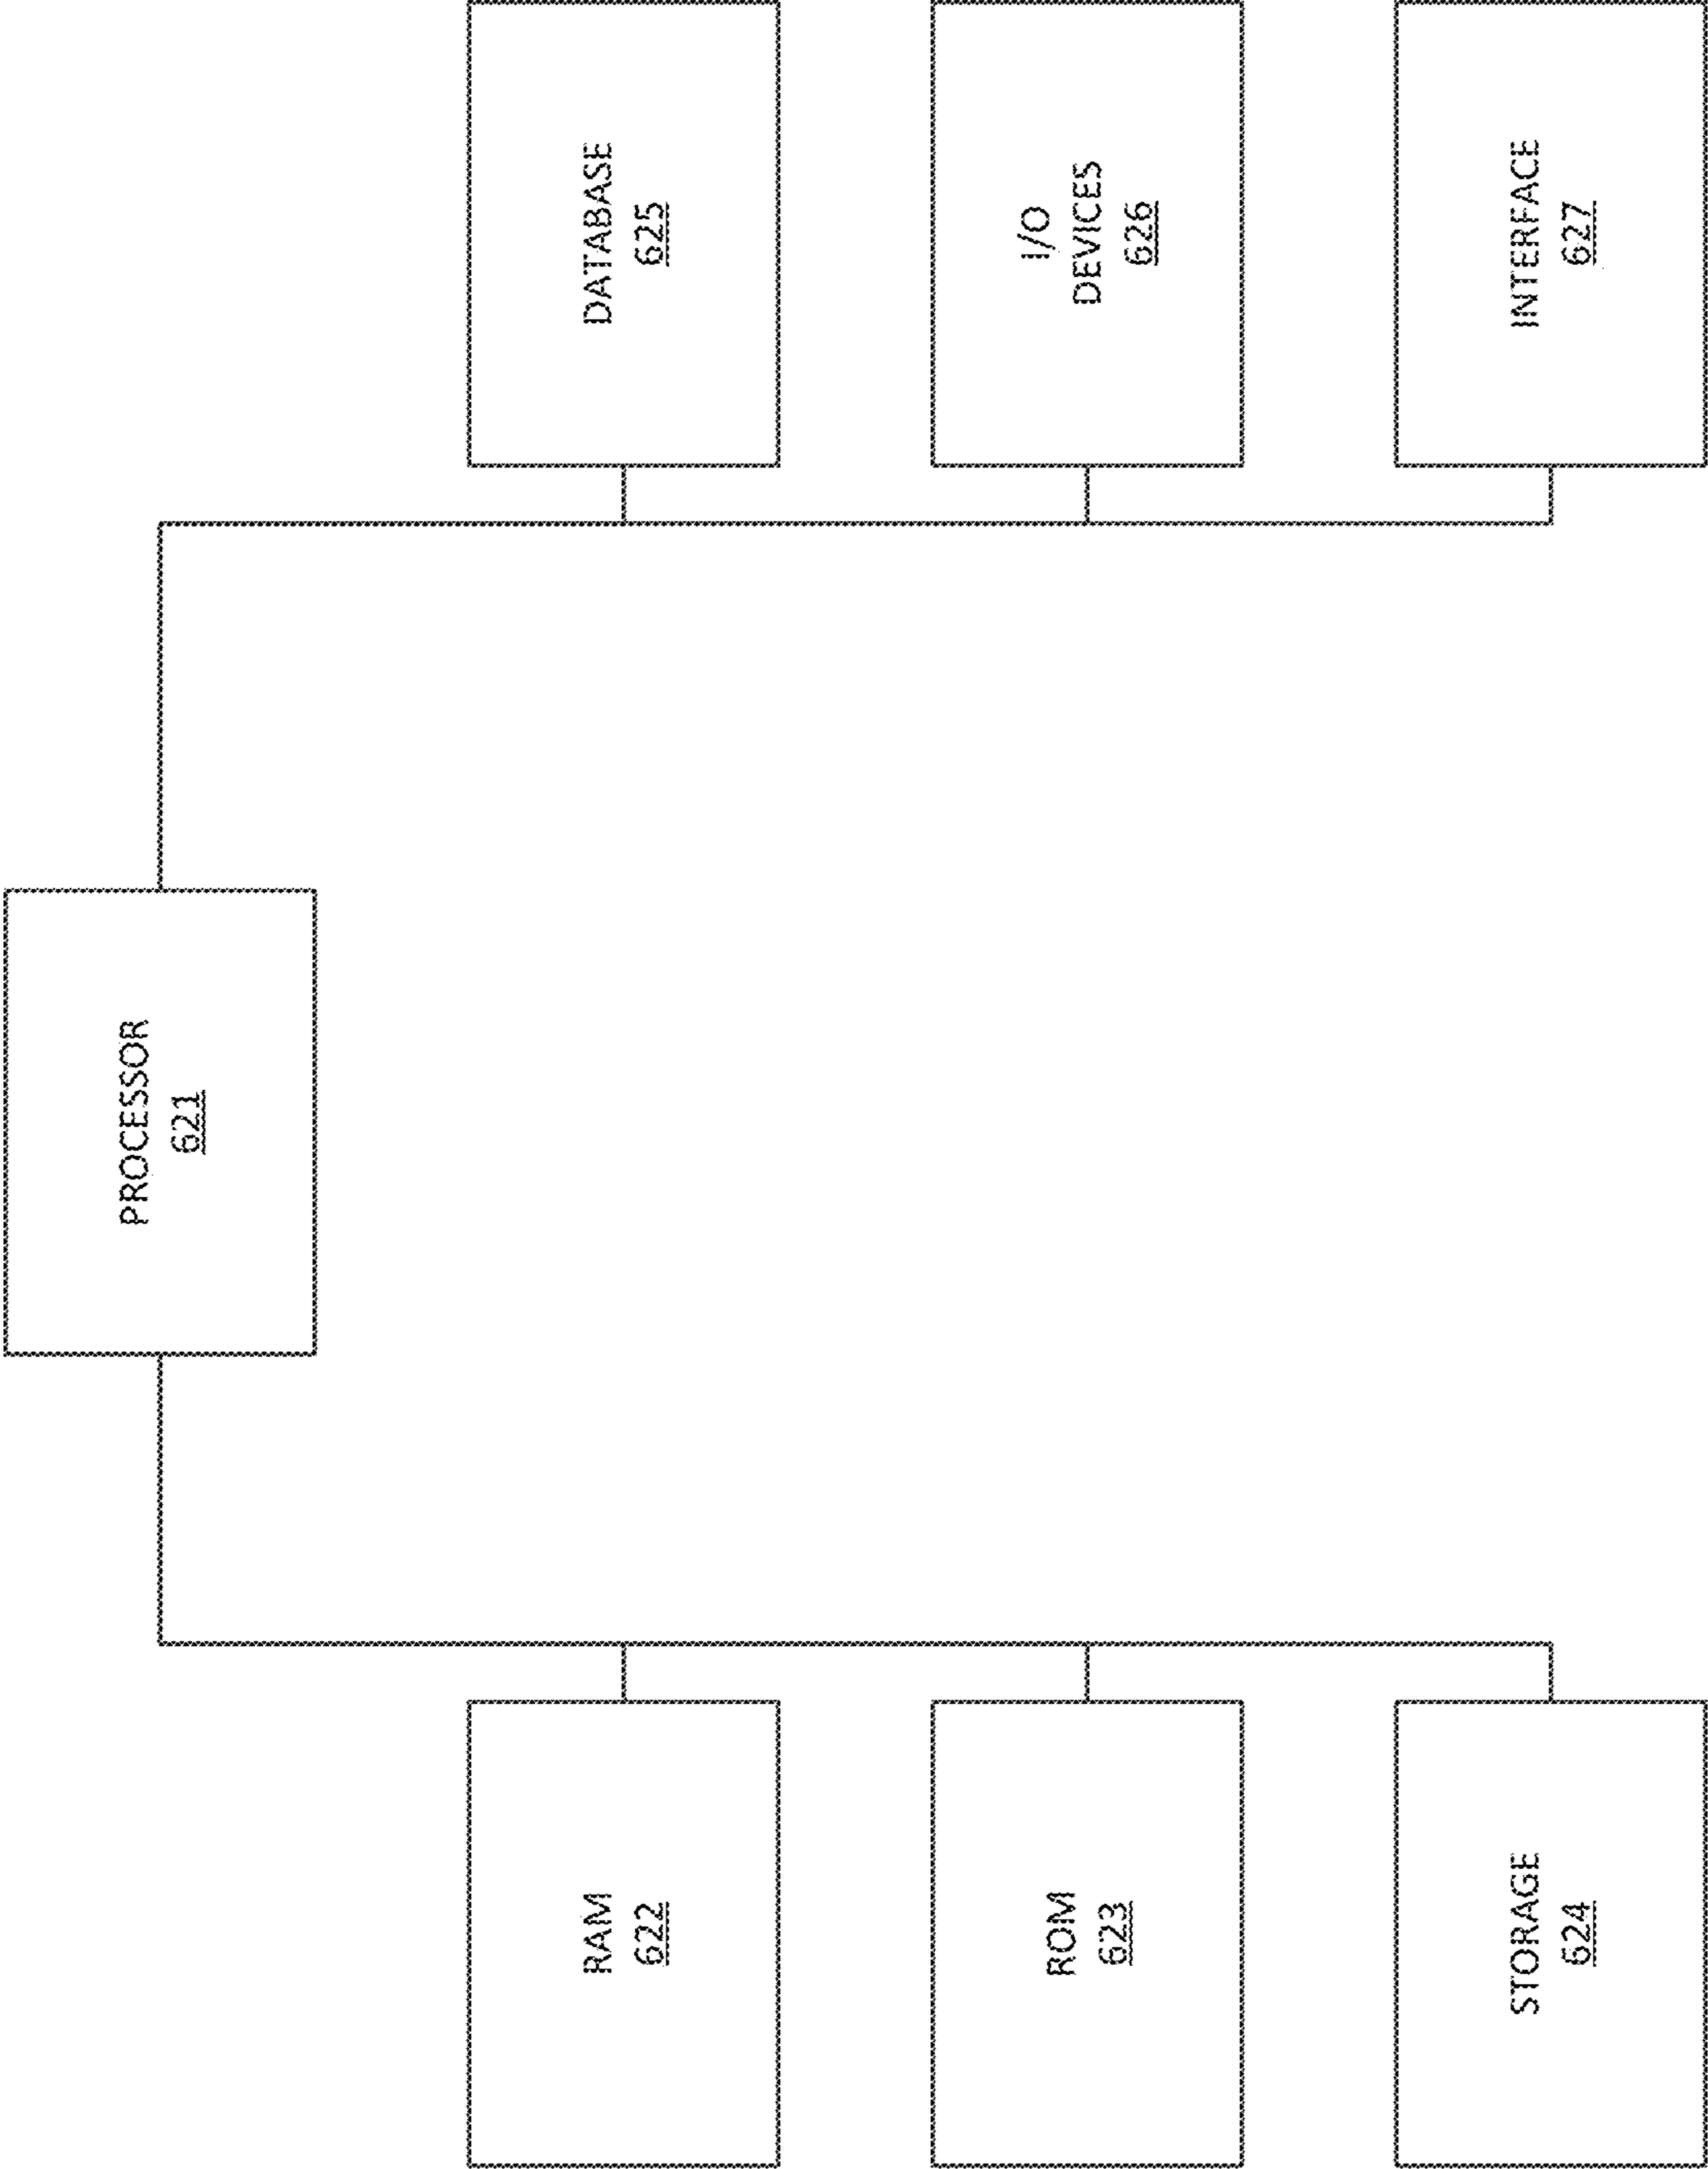 PROCESSOR
621
RAM
622
DATABASE
625
ROM
623
I/O
DEVICES
626
STORAGE
624
INTERFACE
627